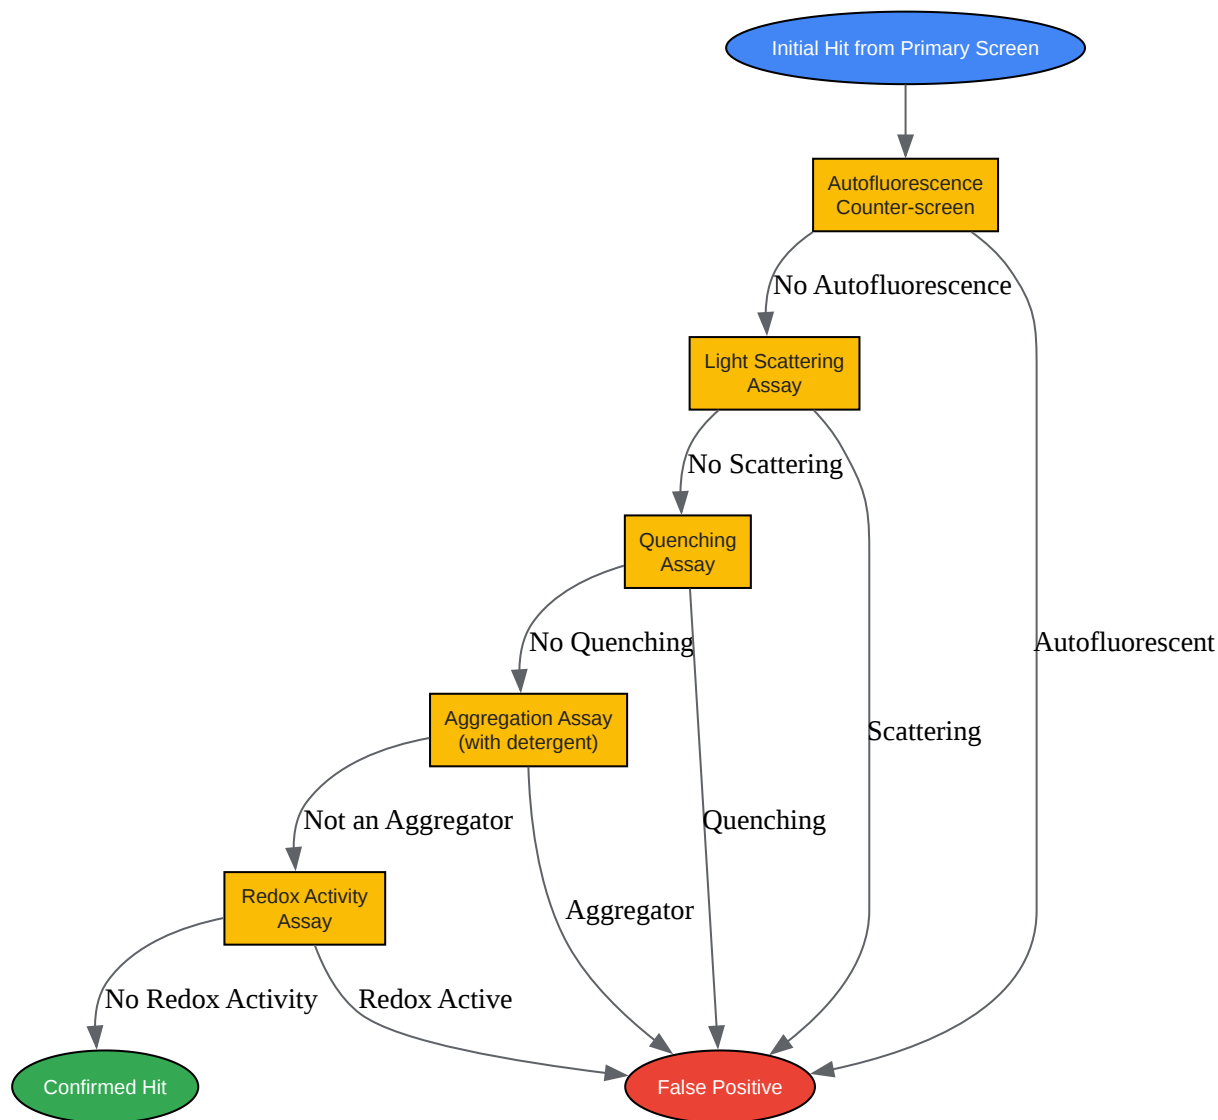 Initial Hit from Primary Screen
Autofluorescence
Counter-screen
No Autofluorescence
Light Scattering
Assay
No Scattering
Quenching
Assay
No Quenching
Autofluorescent
Aggregation Assay
(with detergent)
Scattering
Not an Aggregator
Quenching
Redox Activity
Assay
Aggregator
No Redox Activity
Redox Active
Confirmed Hit
False Positive